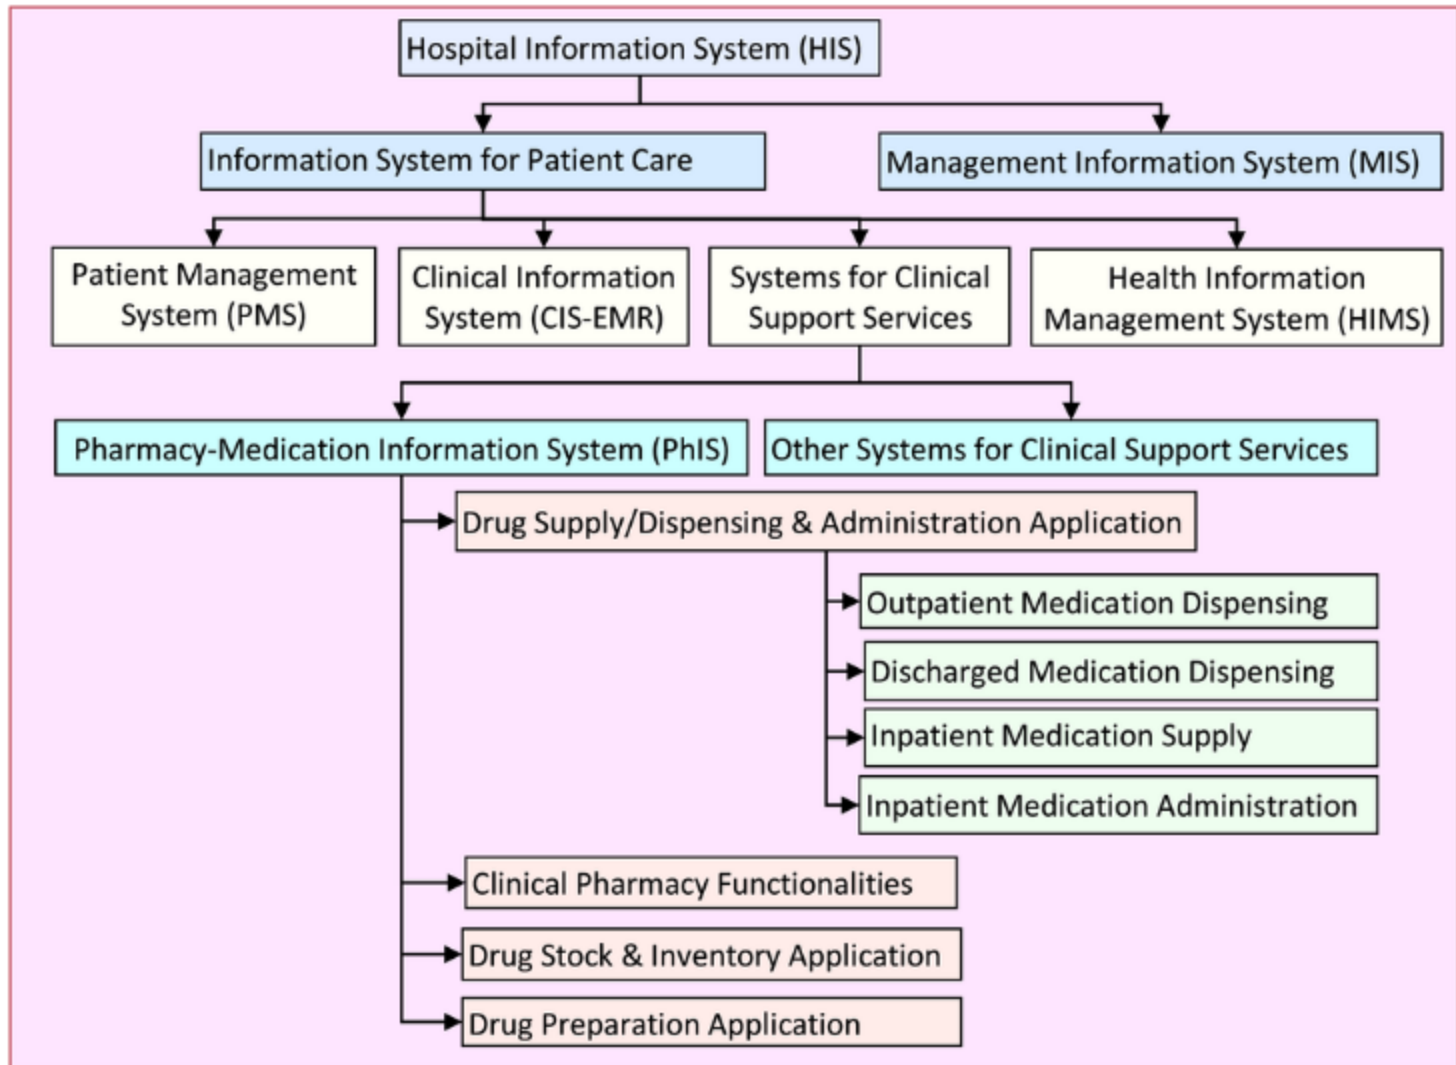 Hospital Information System (HIS)
Information System for Patient Care
Management Information System (MIS)
Patient Management
System (PMS)
Clinical Information
System (CIS-EMR)
Systems for Clinical
Support Services
Health Information
Management System (HIMS)
Pharmacy-Medication Information System (PhIS)
Other Systems for Clinical Support Services
Drug Supply/Dispensing & Administration Application
Outpatient Medication Dispensing
Discharged Medication Dispensing
Inpatient Medication Supply
Inpatient Medication Administration
Clinical Pharmacy Functionalities
Drug Stock & Inventory Application
Drug Preparation Application